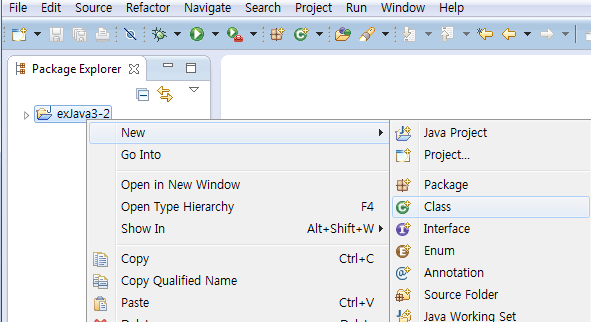 File Edit Source Refactor Navigate Search Project Run Window Help
Package Explorer
exJava3-2
New
Go Into
Open in New Window
Open Type Hierarchy F4
Show In Alt+Shift+W
Copy Ctrl+C
Copy Qualified Name
Paste Ctrl+V
Java Project
Project...
Package
Class
Interface
Enum
Annotation
Source Folder
Java Working Set